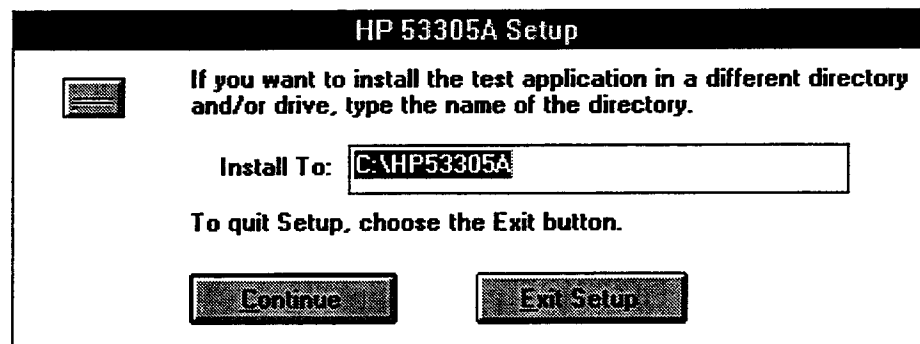 HP 53305A Setup
If you want to install the test application in a different directory
and/or drive, type the name of the directory.
Install To: C:\HP53305A
To quit Setup, choose the Exit button.
Continue Exit Setup